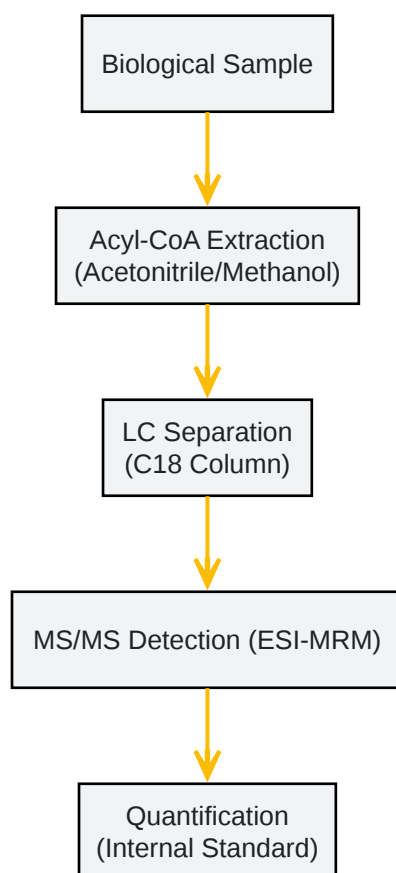 Biological Sample
Acyl-CoA Extraction
(Acetonitrile/Methanol)
LC Separation
(C18 Column)
MS/MS Detection (ESI-MRM)
Quantification
(Internal Standard)